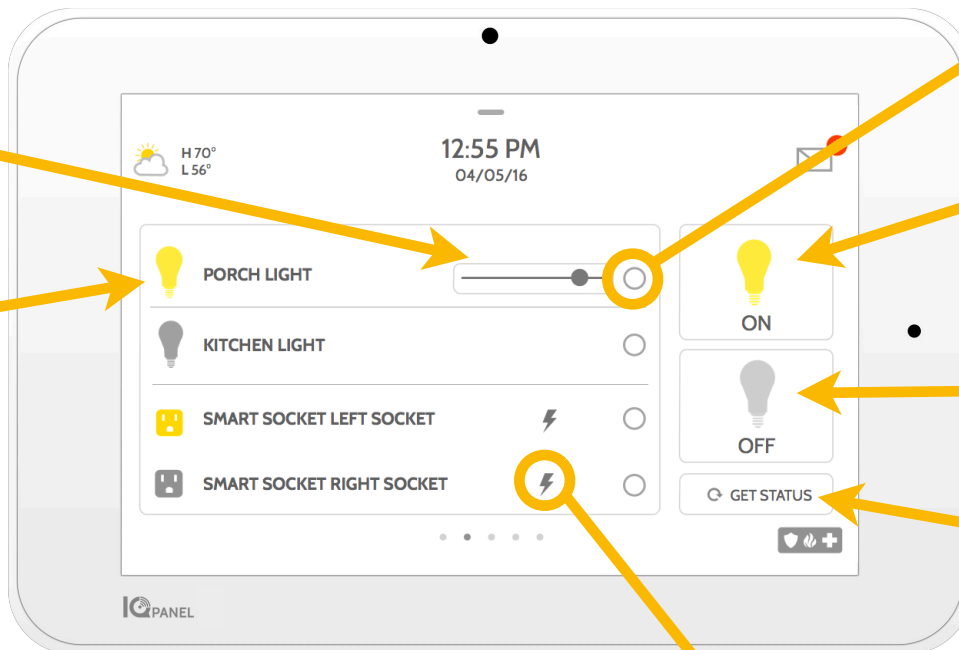 12:55 PM
H 70°
L 56°
04/05/16
PORCH LIGHT
ON
KITCHEN LIGHT
SMART SOCKET LEFT SOCKET
OFF
SMART SOCKET RIGHT SOCKET
GET STATUS
IQ PANEL